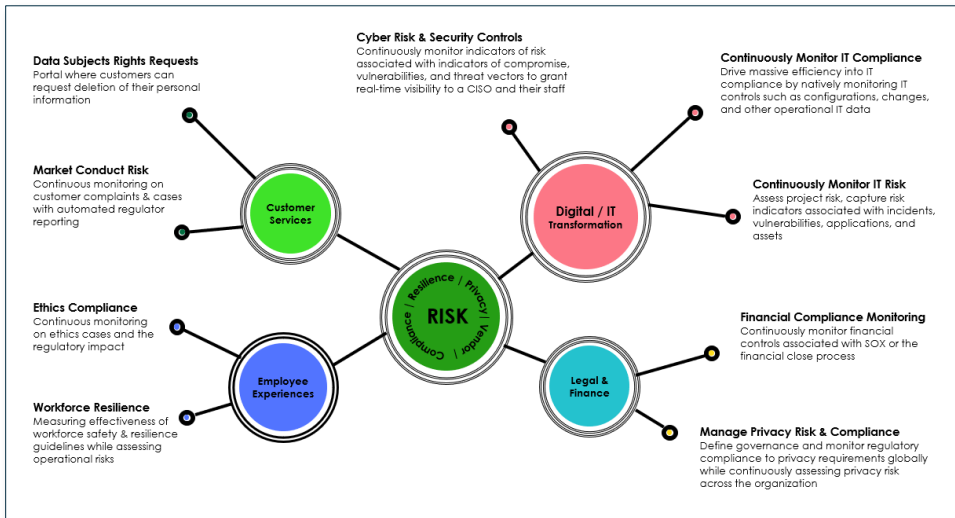 Cyber Risk & Security Controls
Continuously monitor indicators of risk
associated with indicators of compromise,
vulnerabilities, and threat vectors to grant
real-time visibility to a CISO and their staff
Data Subjects Rights Requests
Portal where customers can
request deletion of their personal
information
Continuously Monitor IT Compliance
Drive massive efficiency into IT
compliance by natively monitoring IT
controls such as configurations, changes,
and other operational IT data
Market Conduct Risk
Continuous monitoring on
customer complaints & cases
with automated regulator
reporting
Customer
Services
Digital / IT
Transformation
Continuously Monitor IT Risk
Assess project risk, capture risk
indicators associated with incidents,
vulnerabilities, applications, and
assets
Compliance | Resilience | Privacy | Vendor |
RISK
Ethics Compliance
Continuous monitoring
on ethics cases and the
regulatory impact
Financial Compliance Monitoring
Continuously monitor financial
controls associated with SOX or the
financial close process
Employee
Experiences
Legal &
Finance
Workforce Resilience
Measuring effectiveness of
workforce safety & resilience
guidelines while assessing
operational risks
Manage Privacy Risk & Compliance
Define governance and monitor regulatory
compliance to privacy requirements globally
while continuously assessing privacy risk
across the organization